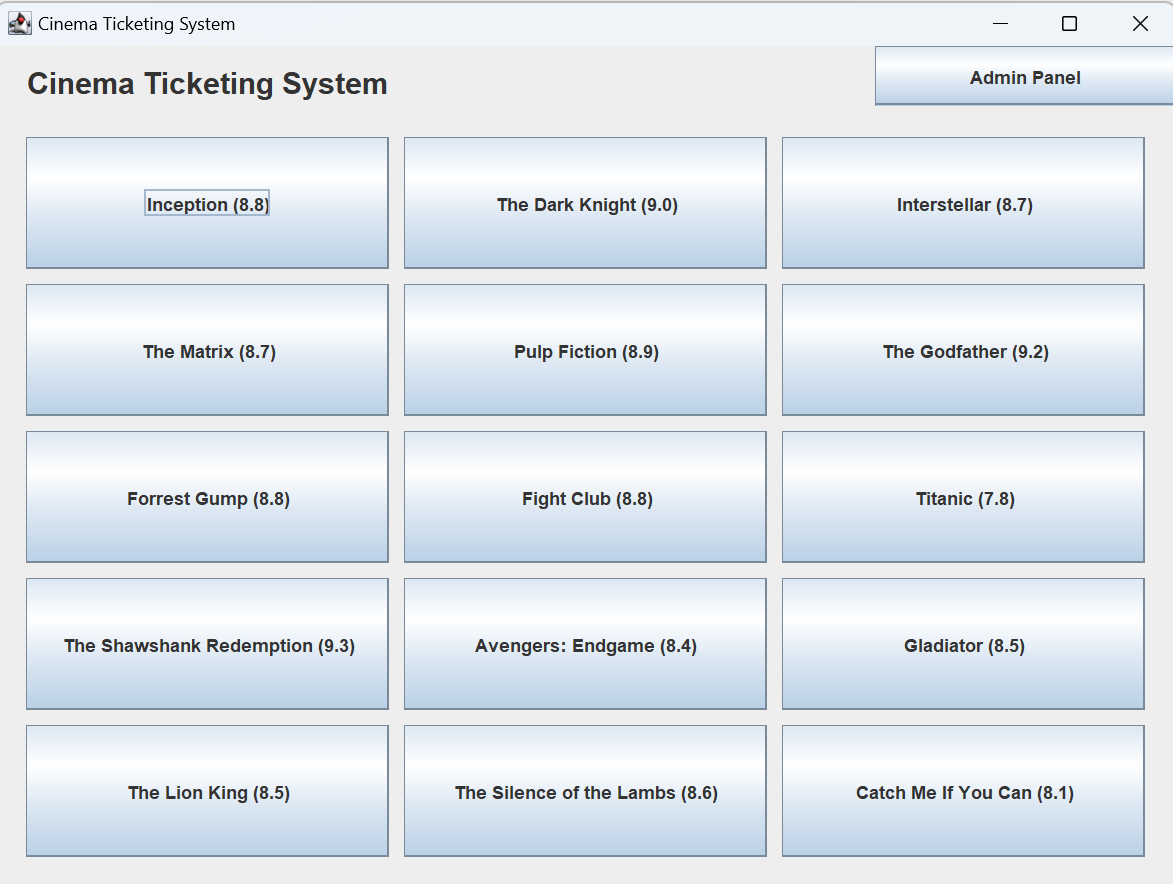 Cinema Ticketing System
Cinema Ticketing System
Admin Panel
Inception (8.8)
The Dark Knight (9.0)
Interstellar (8.7)
The Matrix (8.7)
Pulp Fiction (8.9)
The Godfather (9.2)
Forrest Gump (8.8)
Fight Club (8.8)
Titanic (7.8)
The Shawshank Redemption (9.3)
Avengers: Endgame (8.4)
Gladiator (8.5)
The Lion King (8.5)
The Silence of the Lambs (8.6)
Catch Me If You Can (8.1)